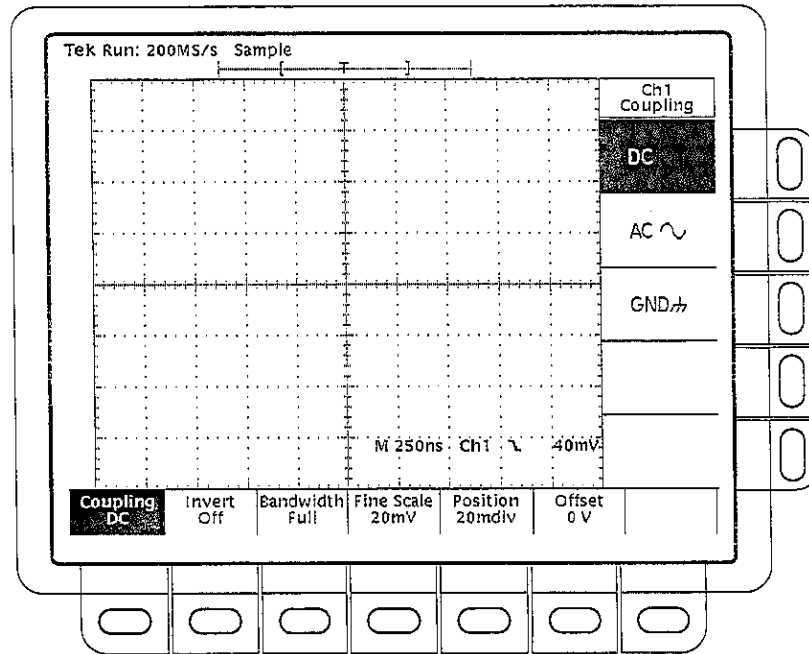 Tek Run: 200MS/s Sample
Ch1
Coupling
DC
AC
GND
M 250ns Ch1 40mV
Coupling
DC
Invert
Off
Bandwidth
Full
Fine Scale
20mV
Position
20mdiv
Offset
0 V